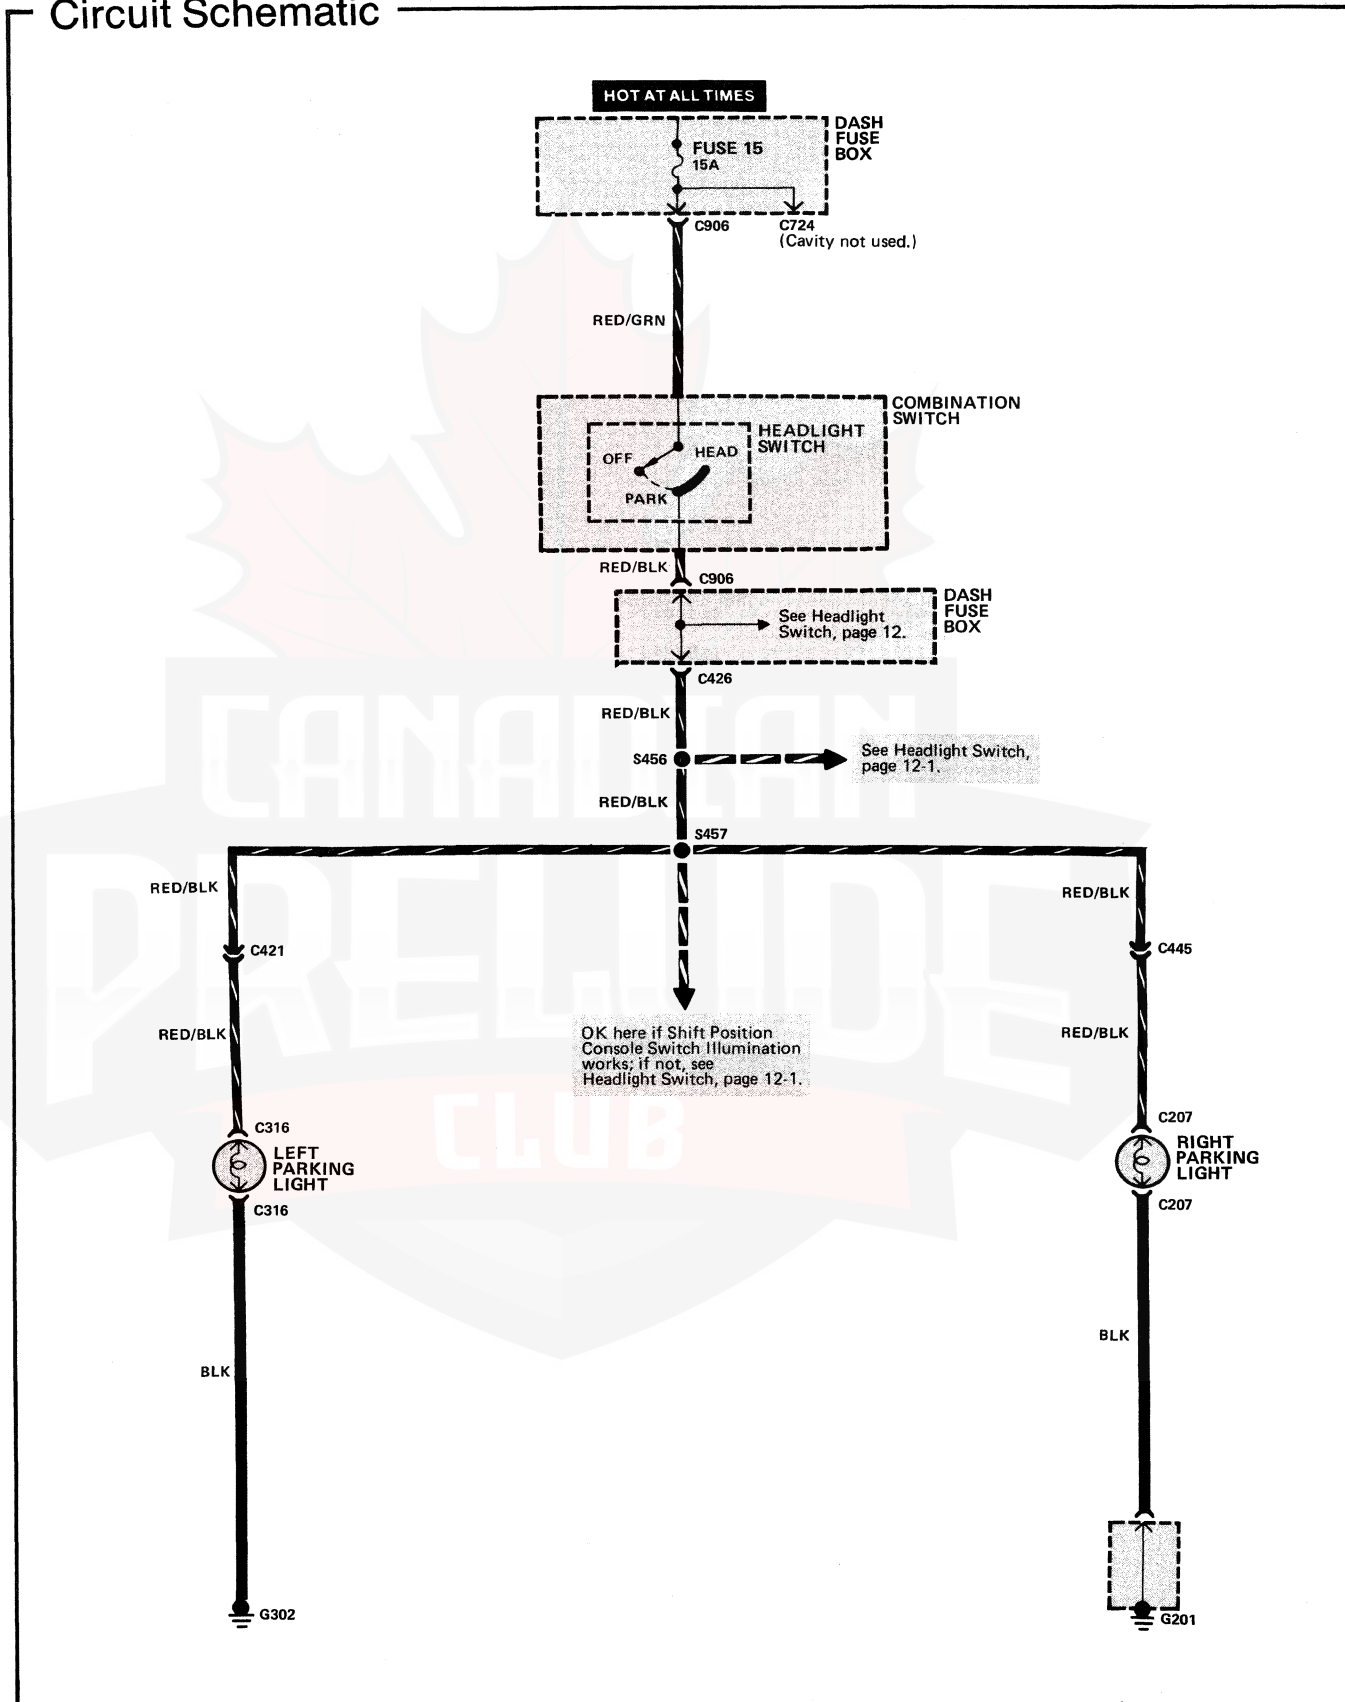 Circuit Schematic
HOT AT ALL TIMES
DASH
FUSE
BOX
FUSE 15
15A
C906
C724
(Cavity not used.)
RED/GRN
COMBINATION
SWITCH
HEADLIGHT
SWITCH
OFF
HEAD
PARK
RED/BLK
C906
DASH
FUSE
BOX
See Headlight
Switch, page 12.
C426
RED/BLK
S456
See Headlight Switch,
page 12-1.
RED/BLK
S457
RED/BLK
RED/BLK
C421
C445
RED/BLK
RED/BLK
OK here if Shift Position
Console Switch Illumination
works; if not, see
Headlight Switch, page 12-1.
C316
LEFT
PARKING
LIGHT
C316
C207
RIGHT
PARKING
LIGHT
C207
BLK
BLK
G302
G201
CANADIAN
PRELUDE
CLUB